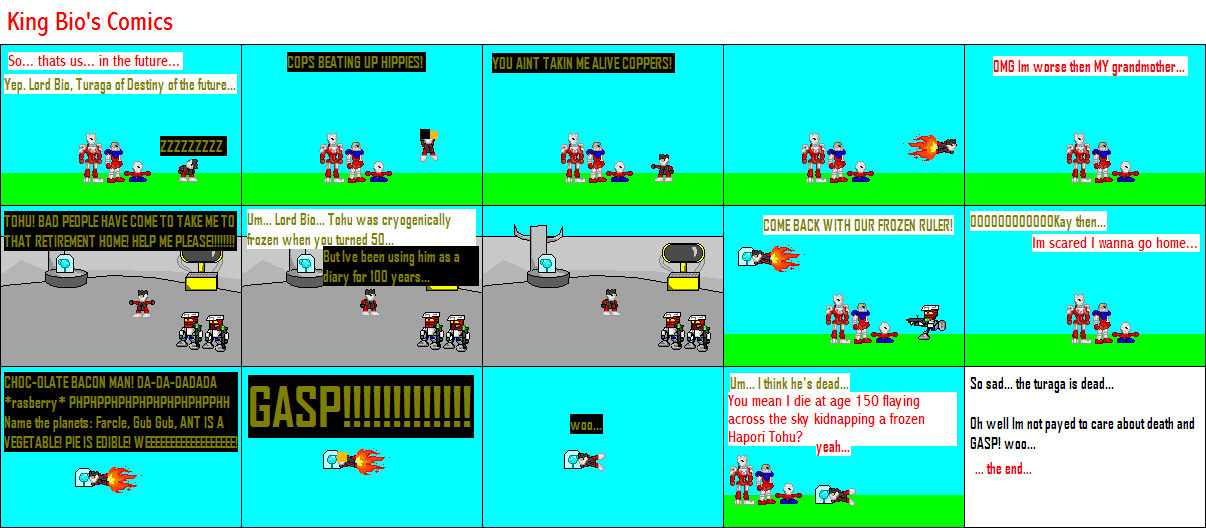 King Bio's Comics
So... thats us... in the future...
Yep. Lord Bio, Turaga of Destiny of the future...
ZZZZZZZZZ
COPS BEATING UP HIPPIES!
YOU AINT TAKIN ME ALIVE COPPERS!
OMG Im worse then MY grandmother...
TOHU! BAD PEOPLE HAVE COME TO TAKE ME TO
THAT RETIREMENT HOME! HELP ME PLEASE!!!!!!!!
Um... Lord Bio... Tohu was cryogenically
frozen when you turned 50...
But Ive been using him as a
diary for 100 years...
COME BACK WITH OUR FROZEN RULER!
OOOOOOOOOOOOKay then...
Im scared I wanna go home...
CHOC-OLATE BACON MAN! DA-DA-DADADA
*rasberry* PHPHPPHPHPHPHPHPHPHPPHH
Name the planets: Farcle, Gub Gub, ANT IS A
VEGETABLE! PIE IS EDIBLE! WEEEEEEEEEEEEEEEEEE!
GASP!!!!!!!!!!!!!
woo...
Um... I think he's dead...
You mean I die at age 150 flaying
across the sky kidnapping a frozen
Hapori Tohu?
yeah...
So sad... the turaga is dead...
Oh well Im not payed to care about death and
GASP! woo...
... the end...